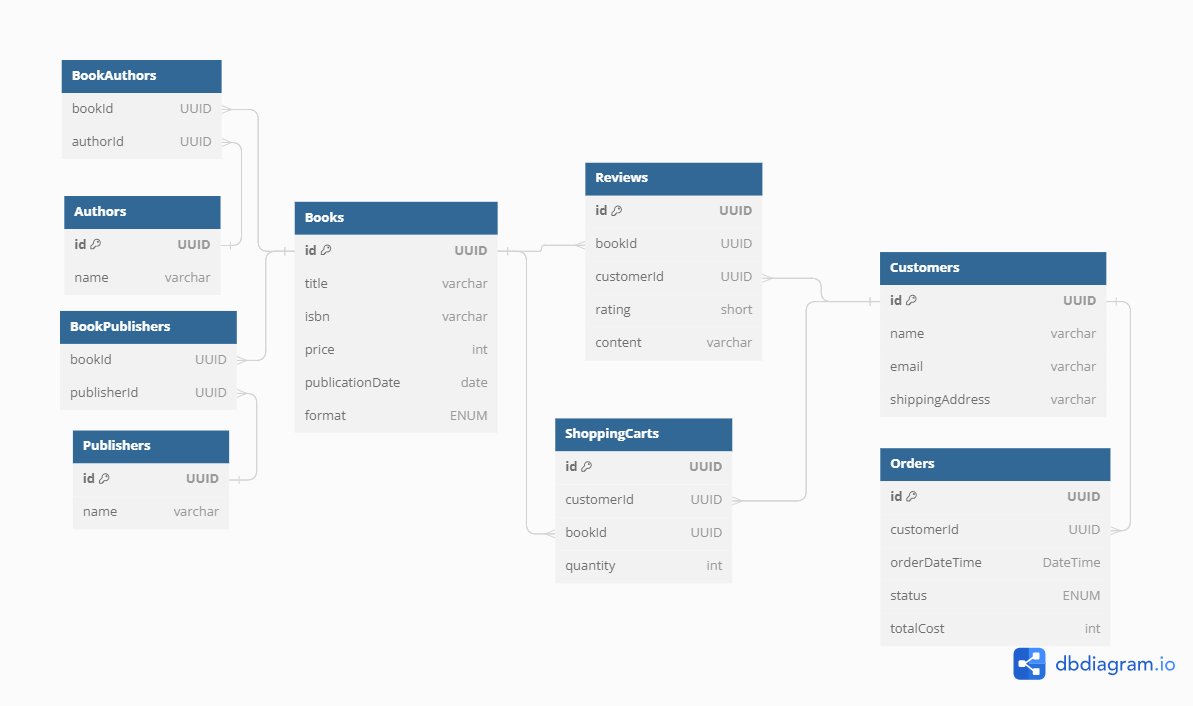 BookAuthors
bookId UUID
authorId UUID
Authors
id UUID
name varchar
BookPublishers
bookId UUID
publisherId UUID
Publishers
id UUID
name varchar
Books
id UUID
title varchar
isbn varchar
price int
publicationDate date
format ENUM
Reviews
id UUID
bookId UUID
customerId UUID
rating short
content varchar
ShoppingCarts
id UUID
customerId UUID
bookId UUID
quantity int
Customers
id UUID
name varchar
email varchar
shippingAddress varchar
Orders
id UUID
customerId UUID
orderDateTime DateTime
status ENUM
totalCost int
dbdiagram.io